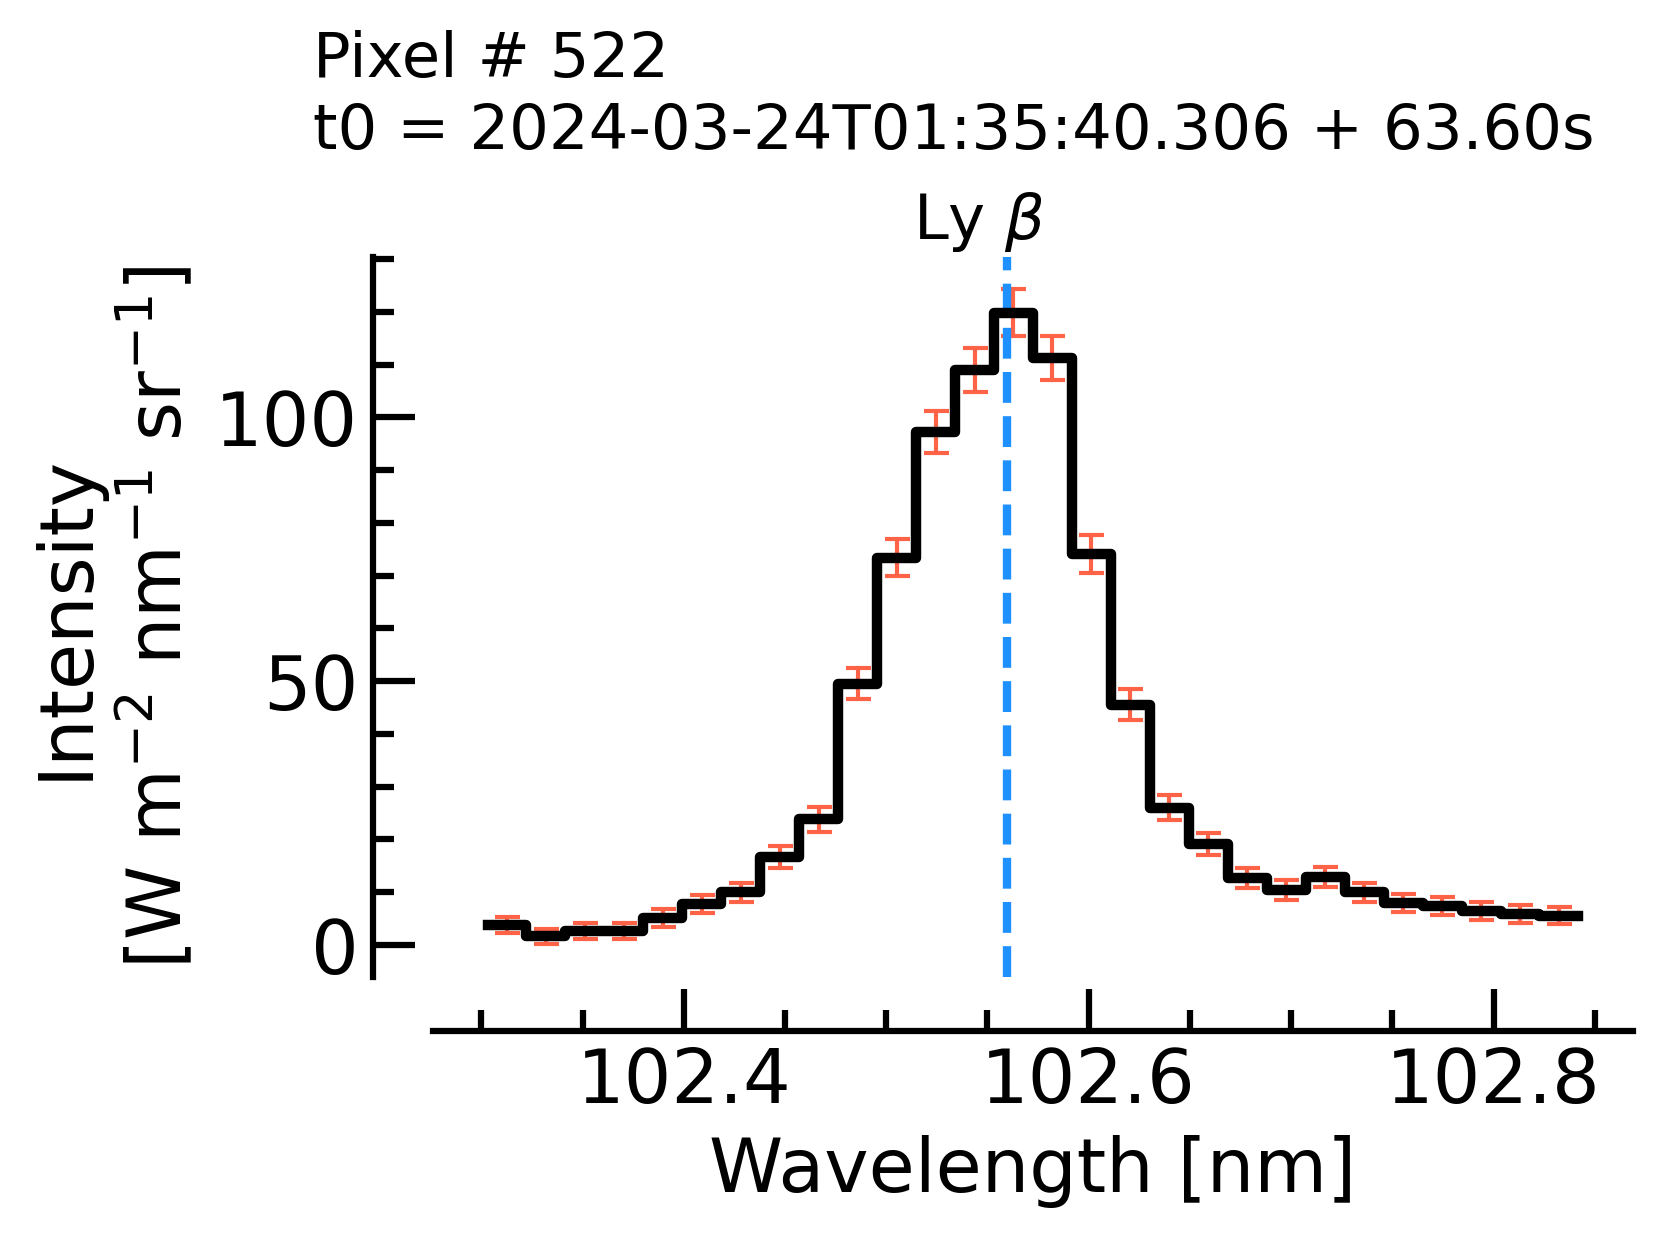 Pixel # 522
t0 = 2024-03-24T01:35:40.306 + 63.60s
Ly β
Intensity
[W m⁻² nm⁻¹ sr⁻¹]
100
50
0
102.4 102.6 102.8
Wavelength [nm]